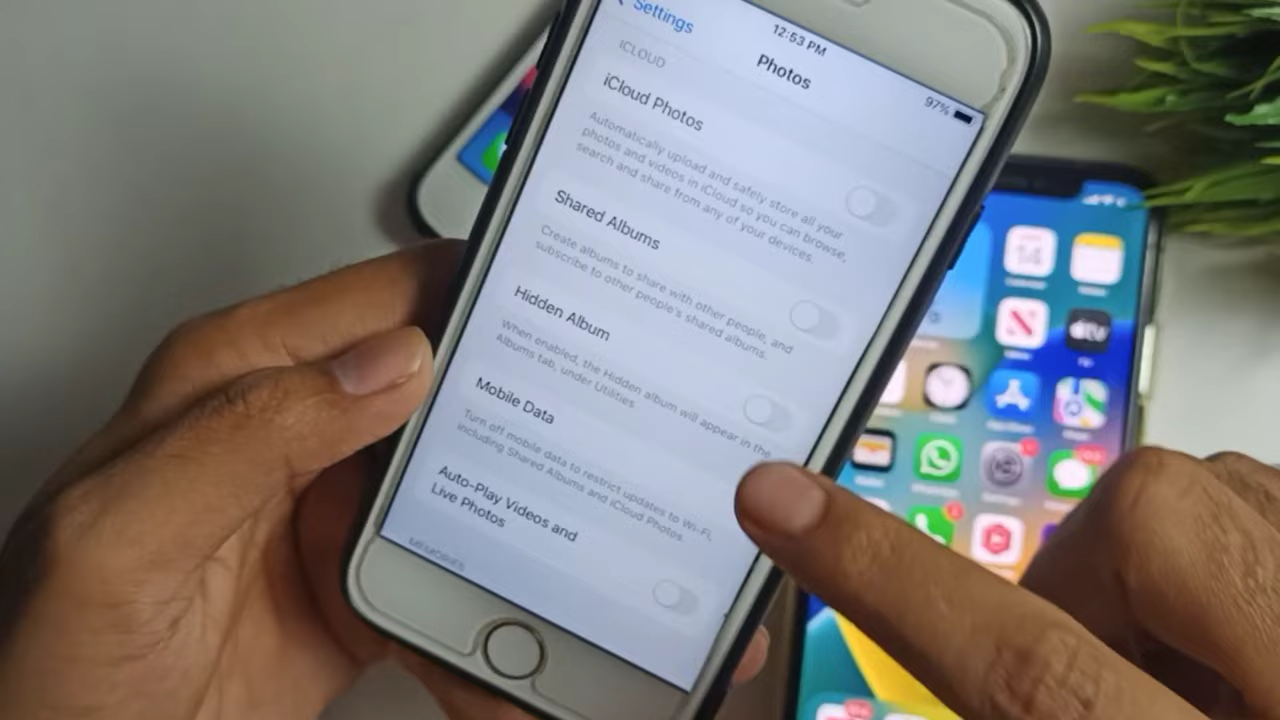 Settings
12:53 PM
97%
Photos
ICLOUD
iCloud Photos
Automatically upload and safely store all your
photos and videos in iCloud so you can browse,
search and share from any of your devices.
Shared Albums
Create albums to share with other people, and
subscribe to other people's shared albums.
Hidden Album
When enabled, the Hidden album will appear in the
Albums tab, under Utilities.
Mobile Data
Turn off mobile data to restrict updates to Wi-Fi,
including Shared Albums and iCloud Photos.
Auto-Play Videos and
Live Photos
MEMORIES
14
tv